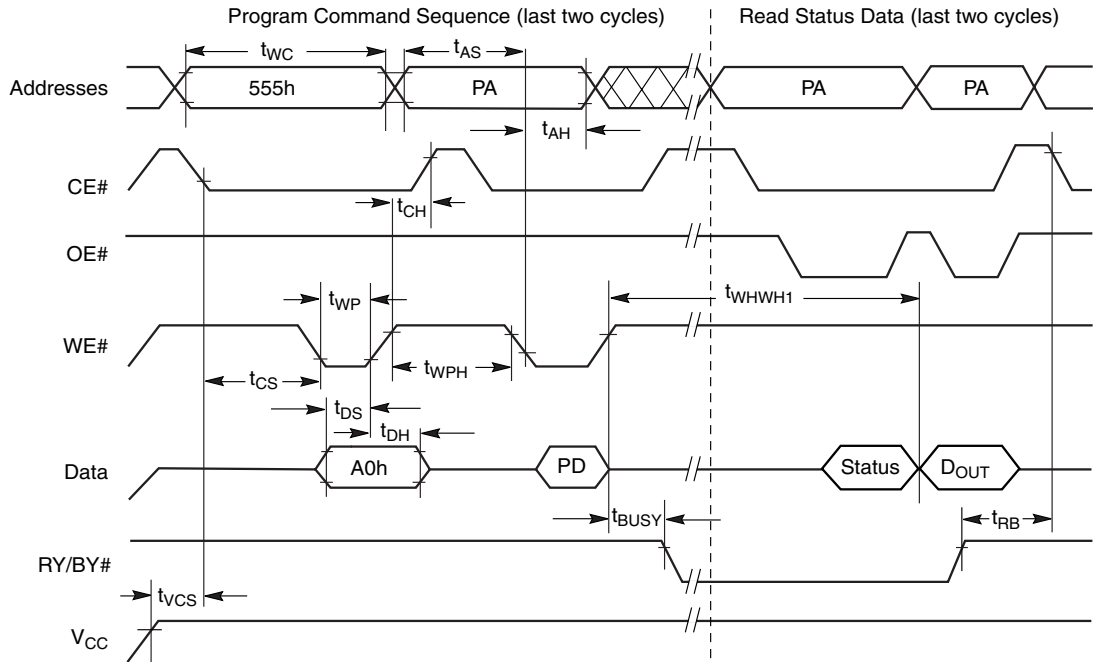 Program Command Sequence (last two cycles) Read Status Data (last two cycles)
tWC tAS
Addresses 555h PA PA PA
tAH
CE#
tCH
OE#
tWP tWHWH1
WE#
tCS tWPH
tDS
tDH
Data A0h PD Status DOUT
tBUSY tRB
RY/BY#
tVCS
VCC